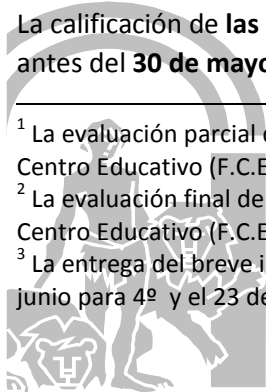 La calificación de las
antes del 30 de mayo
1 La evaluación parcial
Centro Educativo (F.C.E
2 La evaluación final de
Centro Educativo (F.C.E
3 La entrega del breve
junio para 4º y el 23 de